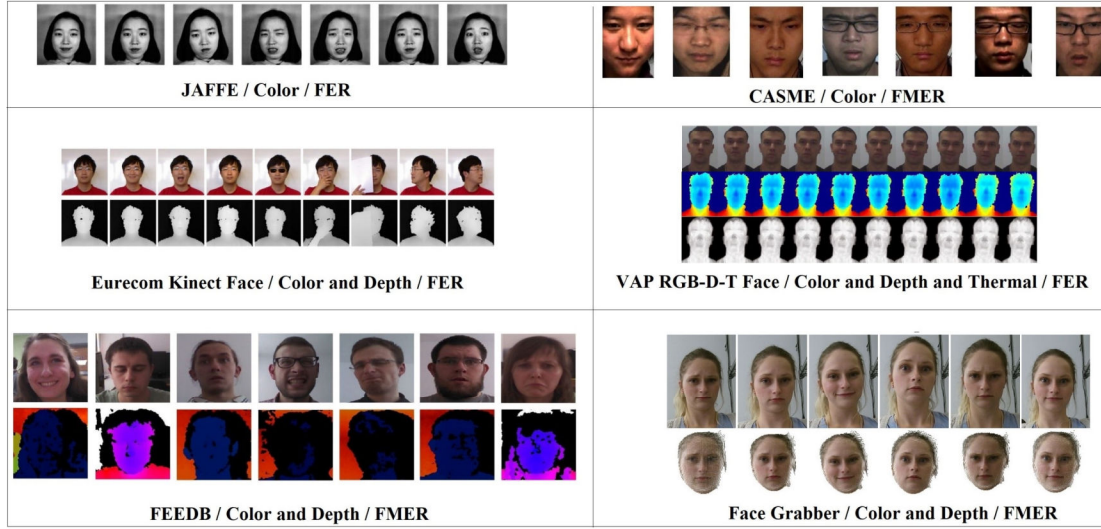 JAFFE / Color / FER
CASME / Color / FMER
Eurecom Kinect Face / Color and Depth / FER
VAP RGB-D-T Face / Color and Depth and Thermal / FER
FEEDB / Color and Depth / FMER
Face Grabber / Color and Depth / FMER